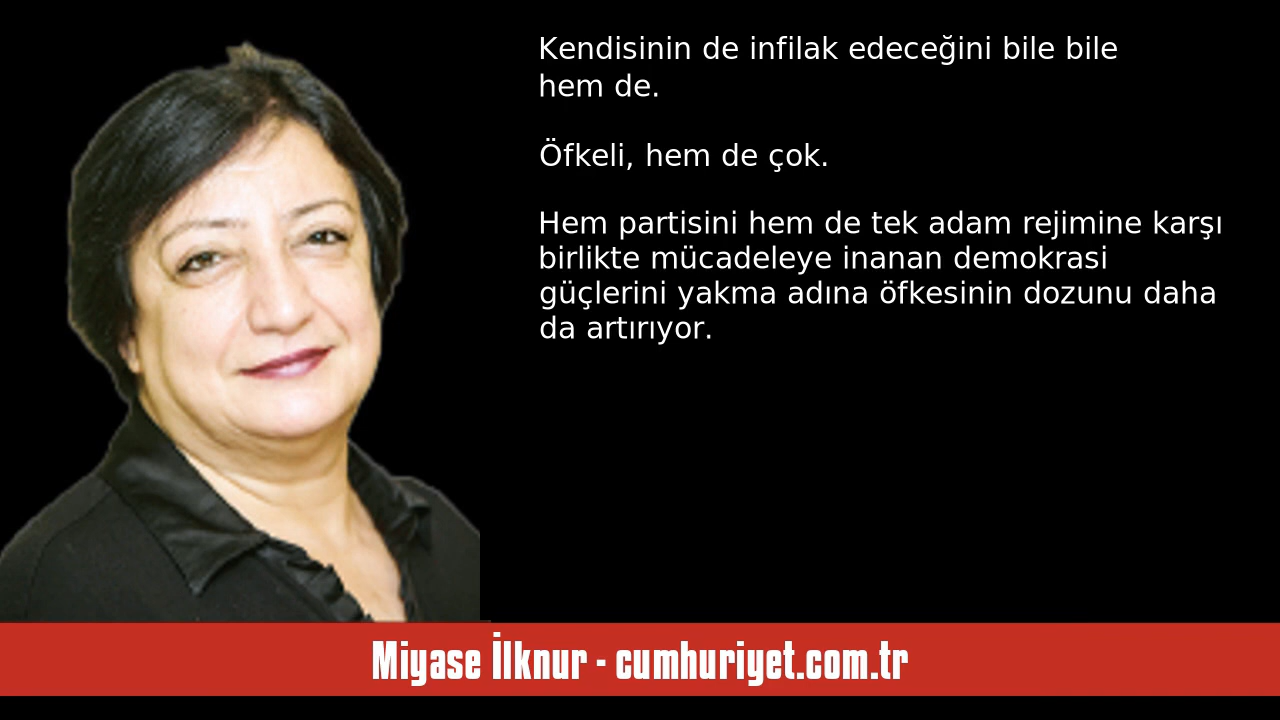 Kendisinin de infilak edeceğini bile bile
hem de.
Öfkeli, hem de çok.
Hem partisini hem de tek adam rejimine karşı
birlikte mücadeleye inanan demokrasi
güçlerini yakma adına öfkesinin dozunu daha
da artırıyor.
Miyase İlknur - cumhuriyet.com.tr